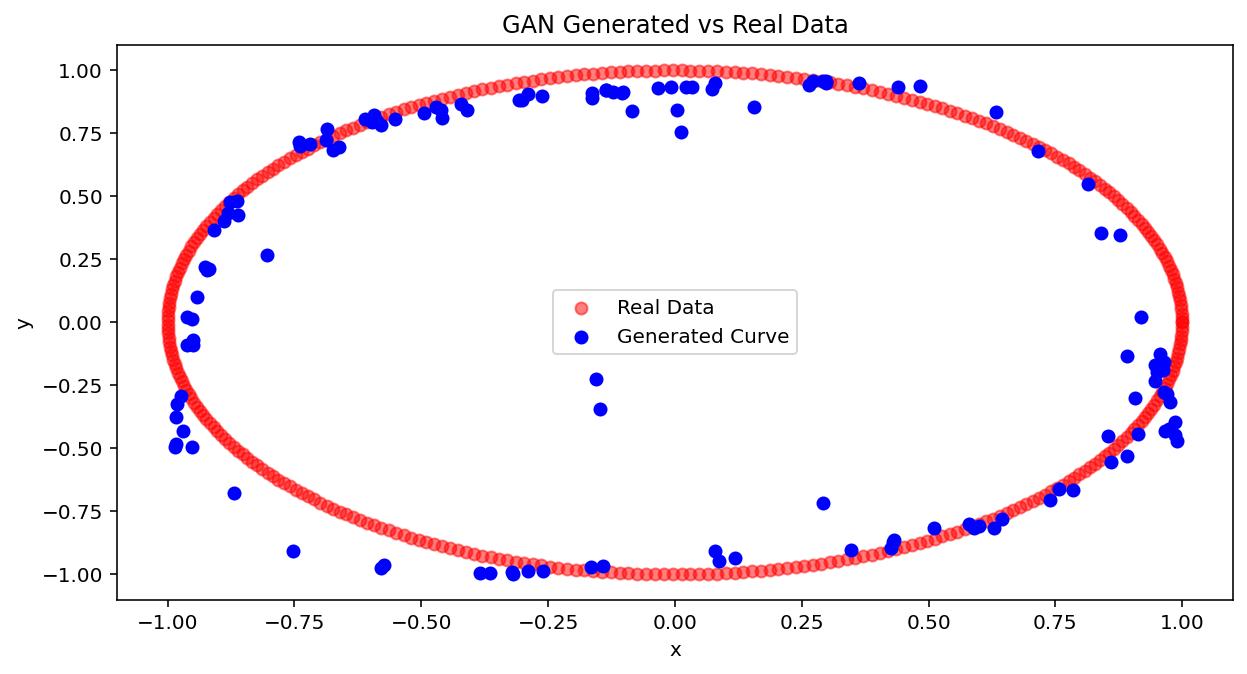 GAN Generated vs Real Data
1.00
0.75
0.50
0.25
0.00
−0.25
−0.50
−0.75
−1.00
y
Real Data
Generated Curve
−1.00 −0.75 −0.50 −0.25 0.00 0.25 0.50 0.75 1.00
x